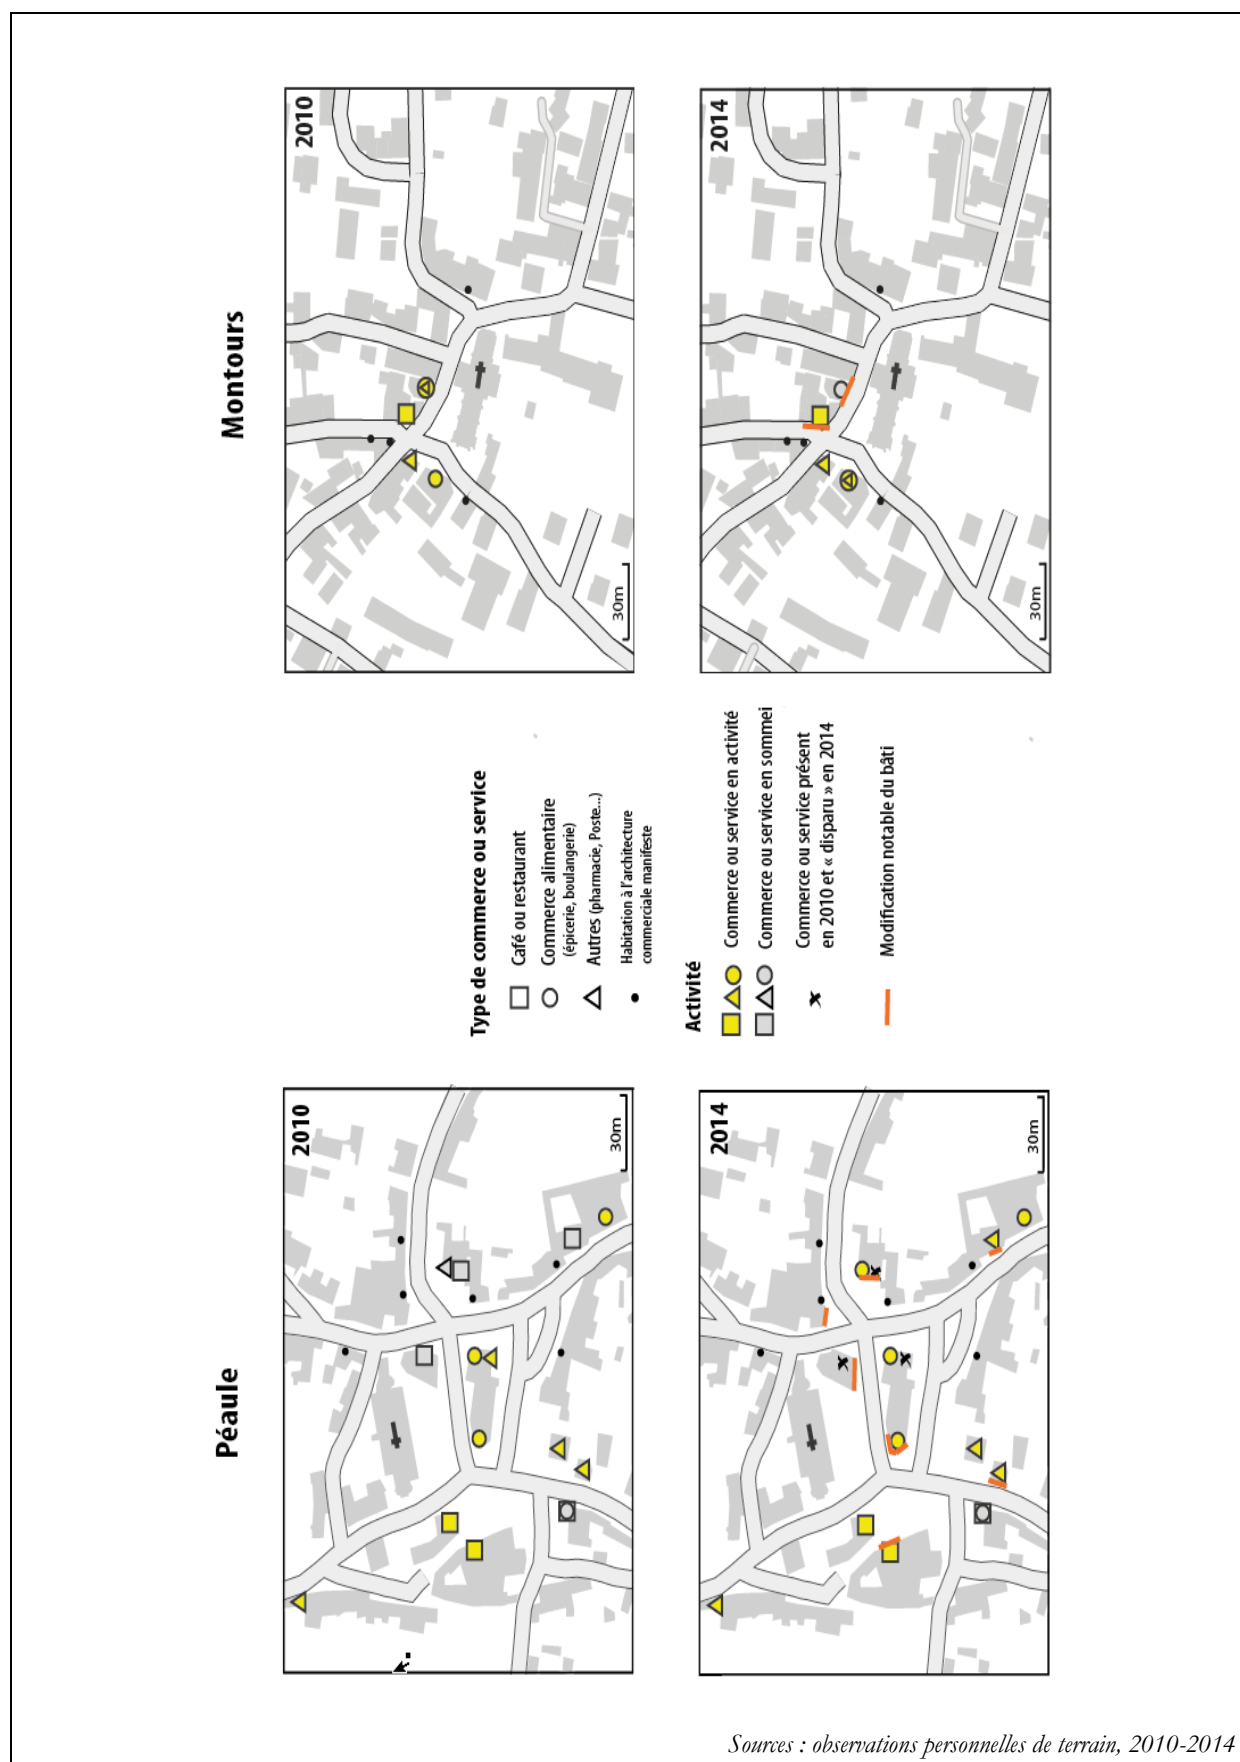 Péaule
Montours
2010
30m
2010
30m
2014
30m
2014
30m
Type de commerce ou service
Café ou restaurant
Commerce alimentaire
(épicerie, boulangerie)
Autres (pharmacie, Poste...)
Habitation à l'architecture
commerciale manifeste
Activité
Commerce ou service en activité
Commerce ou service en sommei
Commerce ou service présent
en 2010 et « disparu » en 2014
Modification notable du bâti
Sources : observations personnelles de terrain, 2010-2014